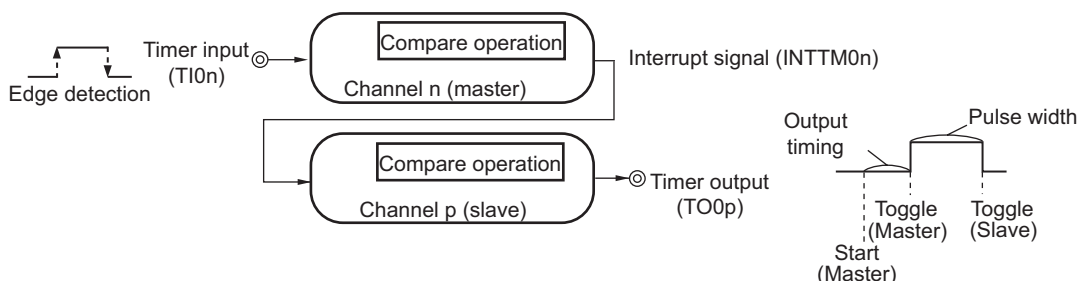 Compare operation
Timer input
(TI0n)
Edge detection
Channel n (master)
Interrupt signal (INTTM0n)
Compare operation
Channel p (slave)
Timer output
(TO0p)
Output
timing
Pulse width
Toggle
(Master)
Toggle
(Slave)
Start
(Master)